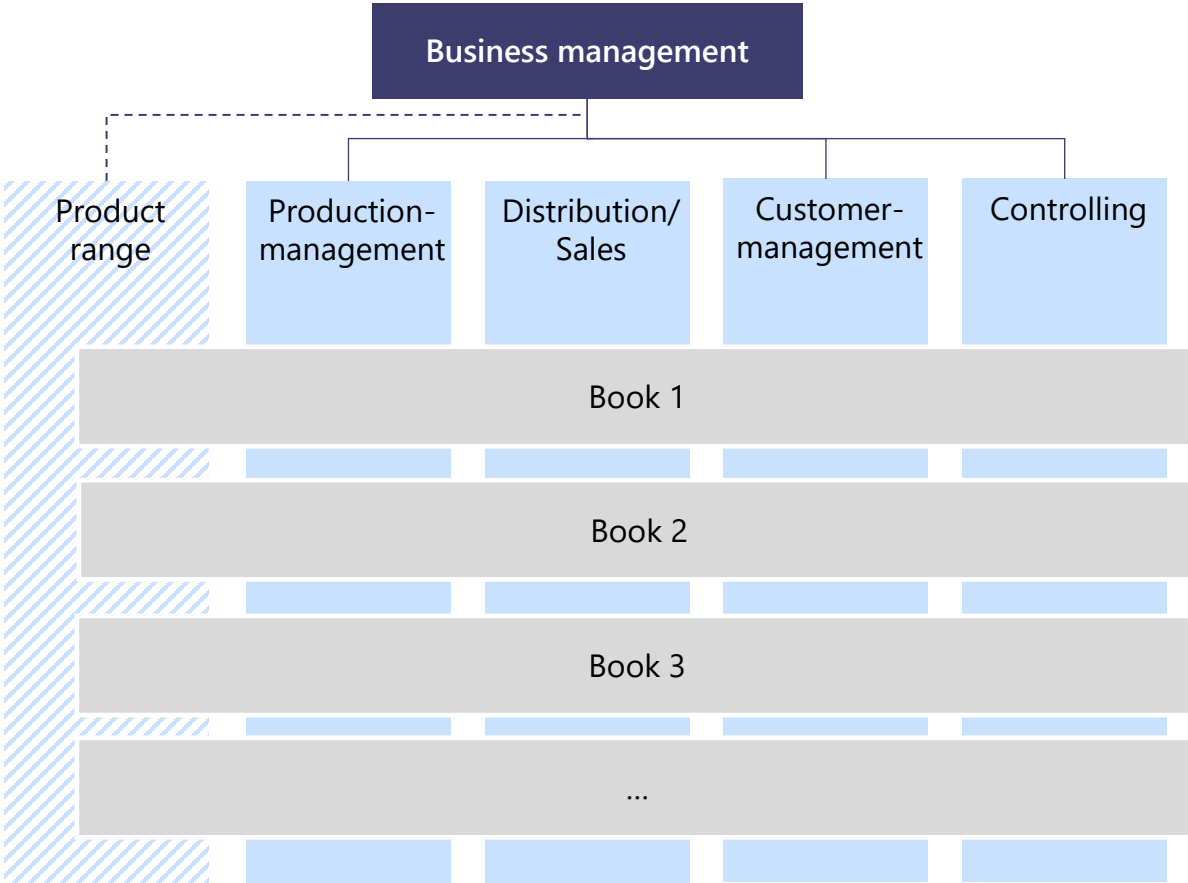 Business management
Product
range
Production-
management
Distribution/
Sales
Customer-
management
Controlling
Book 1
Book 2
Book 3
...